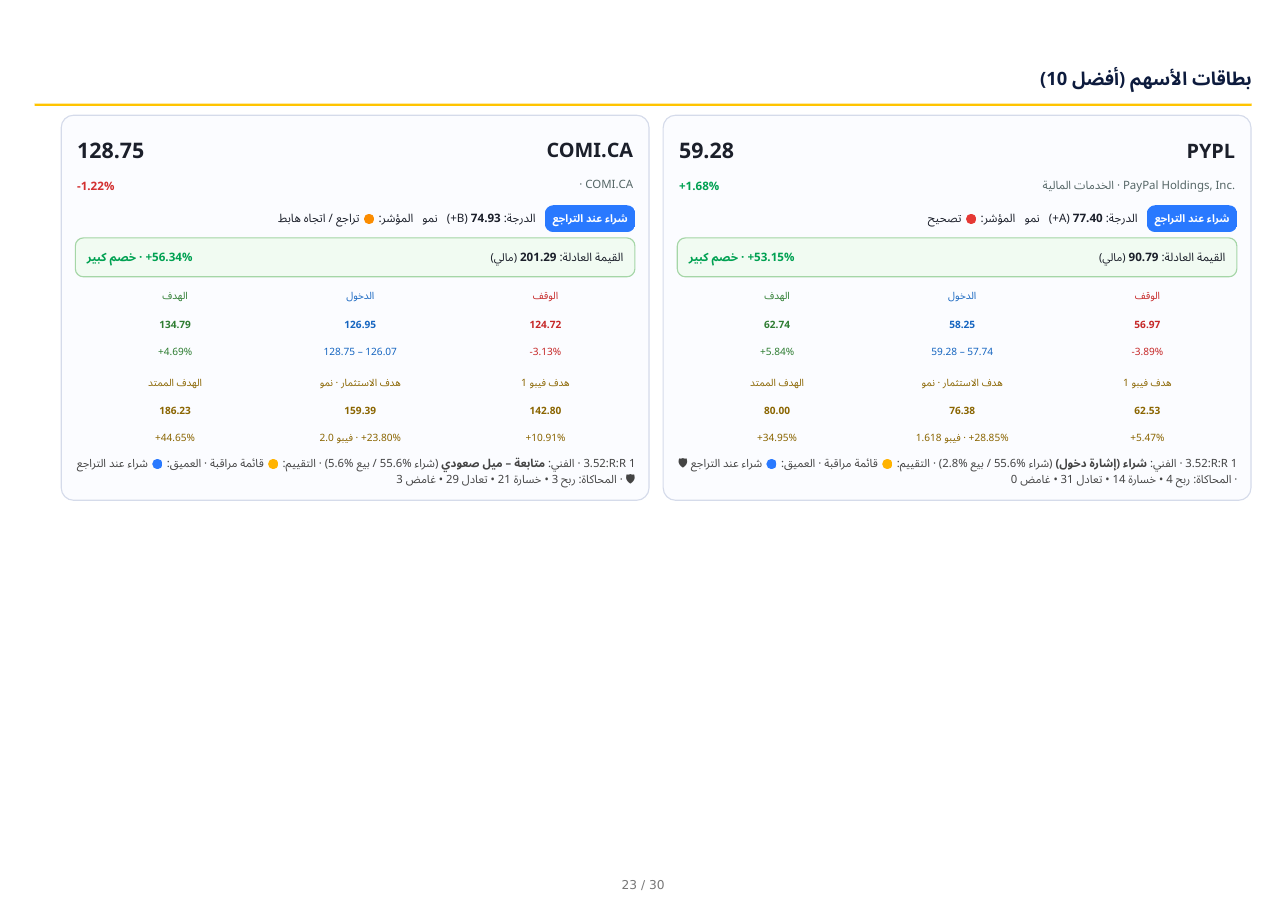 بطاقات الأسهم (أفضل 10)
PYPL 59.28
PayPal Holdings, Inc. · الخدمات المالية +1.68%
شراء عند التراجع الدرجة: 77.40 (A+) نمو المؤشر: 🔴 تصحيح
القيمة العادلة: 90.79 (مالي) +53.15% · خصم كبير
الوقف الدخول الهدف
56.97 58.25 62.74
-3.89% 59.28 – 57.74 +5.84%
هدف فيبو 1 هدف الاستثمار · نمو الهدف الممتد
62.53 76.38 80.00
+5.47% +28.85% · فيبو 1.618 +34.95%
3.52:R:R 1 · الفني: شراء (إشارة دخول) (شراء 55.6% / بيع 2.8%) · التقييم: 🟡 قائمة مراقبة · العميق: 🔵 شراء عند التراجع 🛡
· المحاكاة: ربح 4 • خسارة 14 • تعادل 31 • غامض 0
COMI.CA 128.75
COMI.CA · -1.22%
شراء عند التراجع الدرجة: 74.93 (B+) نمو المؤشر: 🟠 تراجع / اتجاه هابط
القيمة العادلة: 201.29 (مالي) +56.34% · خصم كبير
الوقف الدخول الهدف
124.72 126.95 134.79
-3.13% 128.75 – 126.07 +4.69%
هدف فيبو 1 هدف الاستثمار · نمو الهدف الممتد
142.80 159.39 186.23
+10.91% +23.80% · فيبو 2.0 +44.65%
3.52:R:R 1 · الفني: متابعة – ميل صعودي (شراء 55.6% / بيع 5.6%) · التقييم: 🟡 قائمة مراقبة · العميق: 🔵 شراء عند التراجع
🛡 · المحاكاة: ربح 3 • خسارة 21 • تعادل 29 • غامض 3
23 / 30